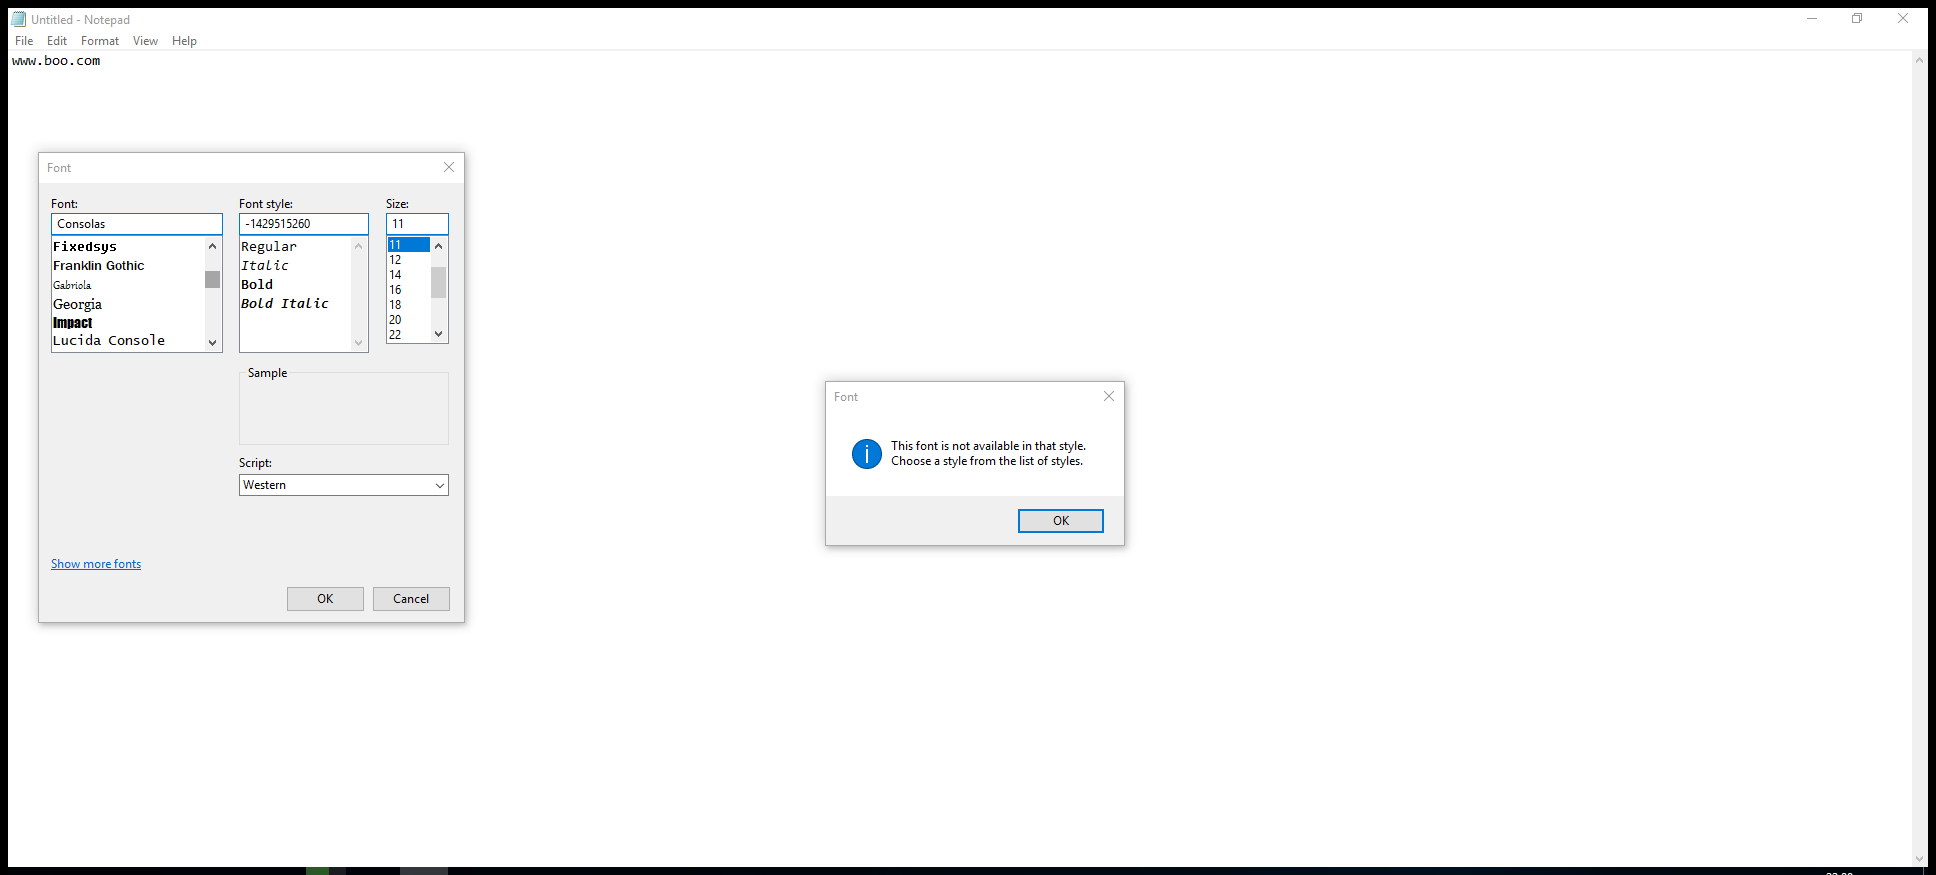 Untitled - Notepad
File Edit Format View Help
www.boo.com
Font
Font: Font style: Size:
Consolas -1429515260 11
Fixedsys
Franklin Gothic
Gabriola
Georgia
Impact
Lucida Console
Regular
Italic
Bold
Bold Italic
11
12
14
16
18
20
22
Sample
Script:
Western
Show more fonts
OK Cancel
Font
This font is not available in that style.
Choose a style from the list of styles.
OK